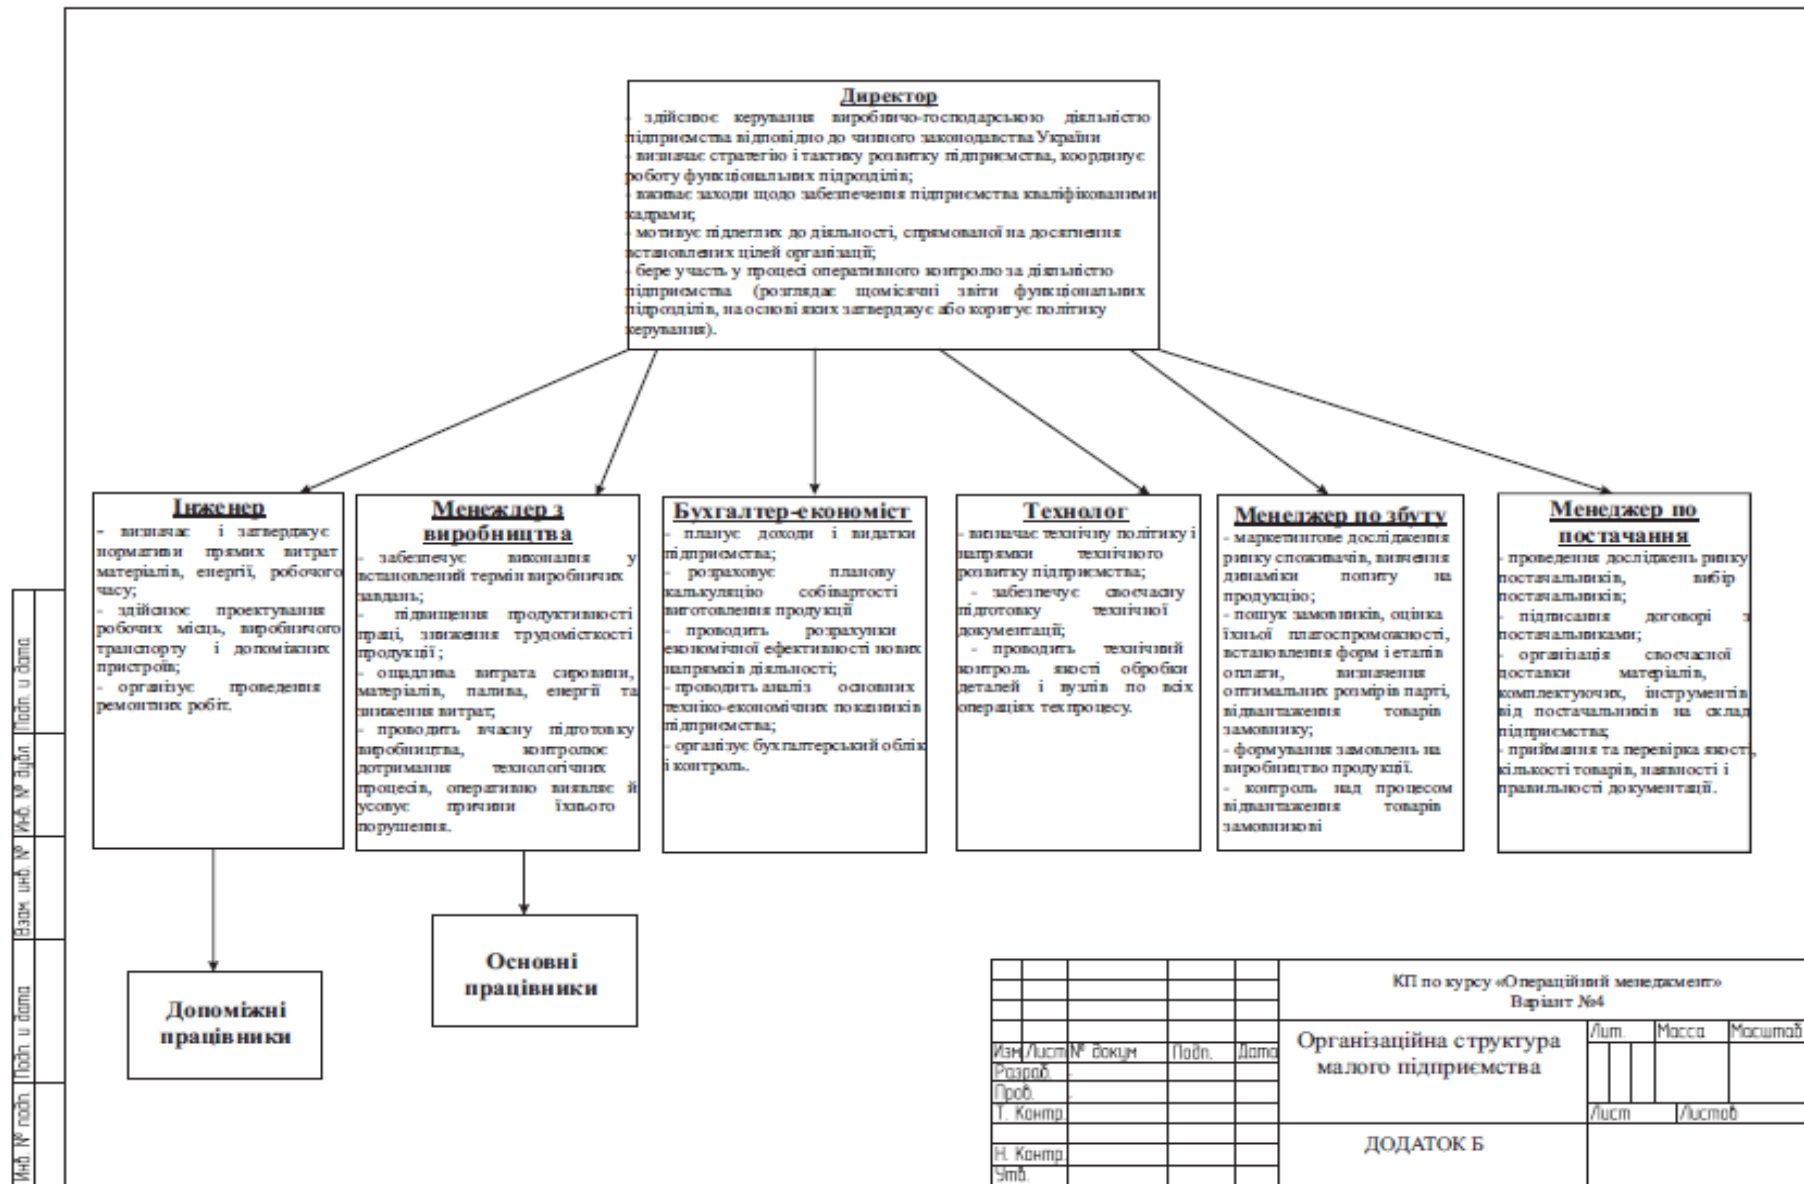 Директор
- здійснює керування виробничо-господарською діяльністю
підприємства відповідно до чинного законодавства України
- визначає стратегію і тактику розвитку підприємства, координує
роботу функціональних підрозділів;
- вживає заходи щодо забезпечення підприємства кваліфікованими
кадрами;
- мотивує підлеглих до діяльності, спрямованої на досягнення
встановлених цілей організації;
- бере участь у процесі оперативного контролю за діяльністю
підприємства (розглядає щомісячні звіти функціональних
підрозділів, на основі яких затверджує або коригує політику
керування).
Інженер
- визначає і затверджує
нормативи прямих витрат
матеріалів, енергії, робочого
часу;
- здійснює проектування
робочих місць, виробничого
транспорту і допоміжних
пристроїв;
- організує проведення
ремонтних робіт.
Менеждер з
виробництва
- забезпечує виконання у
встановлений термін виробничих
завдань;
- підвищення продуктивності
праці, зниження трудомісткості
продукції;
- ощадлива витрата сировини,
матеріалів, палива, енергії та
зниження витрат;
- проводить вчасну підготовку
виробництва, контролює
дотримання технологічних
процесів, оперативно виявляє й
усовує причини їхнього
порушення.
Бухгалтер-економіст
- планує доходи і видатки
підприємства;
- розраховує планову
калькуляцію собівартості
виготовлення продукції
- проводить розрахунки
економічної ефективності нових
напрямків діяльності;
- проводить аналіз основних
техніко-економічних показників
підприємства;
- організує бухгалтерський облік
і контроль.
Технолог
- визначає технічну політику і
напрямки технічного
розвитку підприємства;
- забезпечує своєчасну
підготовку технічної
документації;
- проводить технічний
контроль якості обробки
деталей і вузлів по всіх
операціях техпроцесу.
Менеджер по збуту
- маркетингове дослідження
ринку споживачів, вивчення
динаміки попиту на
продукцію;
- пошук замовників, оцінка
їхньої платоспроможності,
встановлення форм і етапів
оплати, визначення
оптимальних розмірів парті,
відвантаження товарів
замовнику;
- формування замовлень на
виробництво продукції.
- контроль над процесом
відвантаження товарів
замовникові
Менеджер по
постачання
- проведення досліджень ринку
постачальників, вибір
постачальників;
- підписання договорі з
постачальниками;
- організація своєчасної
доставки матеріалів,
комплектуючих, інструментів
від постачальників на склад
підприємства;
- приймання та перевірка якості,
кількості товарів, наявності і
правильності документації.
Допоміжні
працівники
Основні
працівники
КП по курсу «Операційний менеджмент»
Варіант №4
Організаційна структура
малого підприємства
ДОДАТОК Б
Лит. Масса Масштаб
Лист Листов
Изм Лист № докум Подп. Дата
Разраб.
Пров.
Т. Контр.
Н. Контр.
Утв.
Подп. и дата
Инв. № дубл.
Взам. инв. №
Подп. и дата
Инв. № подп.